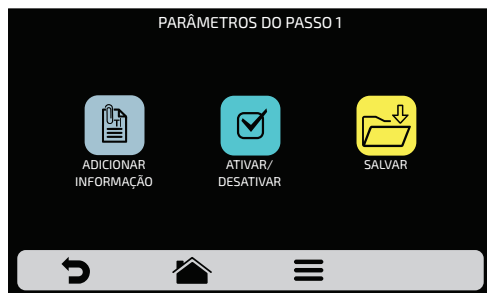 PARÂMETROS DO PASSO 1
ADICIONAR
INFORMAÇÃO
ATIVAR/
DESATIVAR
SALVAR